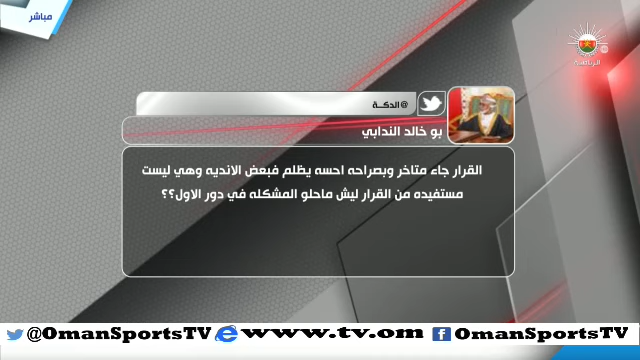 مباشر
الرياضية
@الدكـة
بو خالد الندابي
القرار جاء متاخر وبصراحه احسه يظلم فبعض الانديه وهي ليست
مستفيده من القرار ليش ماحلو المشكله في دور الاول؟؟
@OmanSportsTV www.tv.om OmanSportsTV